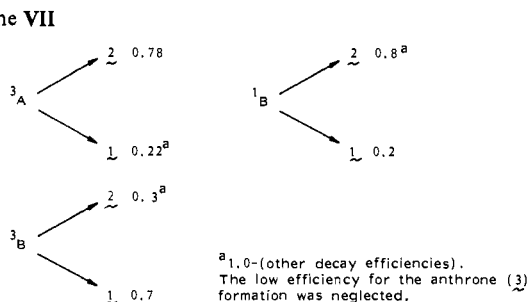 ne VII
2 0.78
³A
1 0.22ᵃ
2 0.8ᵃ
¹B
1 0.2
2 0.3ᵃ
³B
1 0.7
ᵃ1.0-(other decay efficiencies).
The low efficiency for the anthrone (3)
formation was neglected.